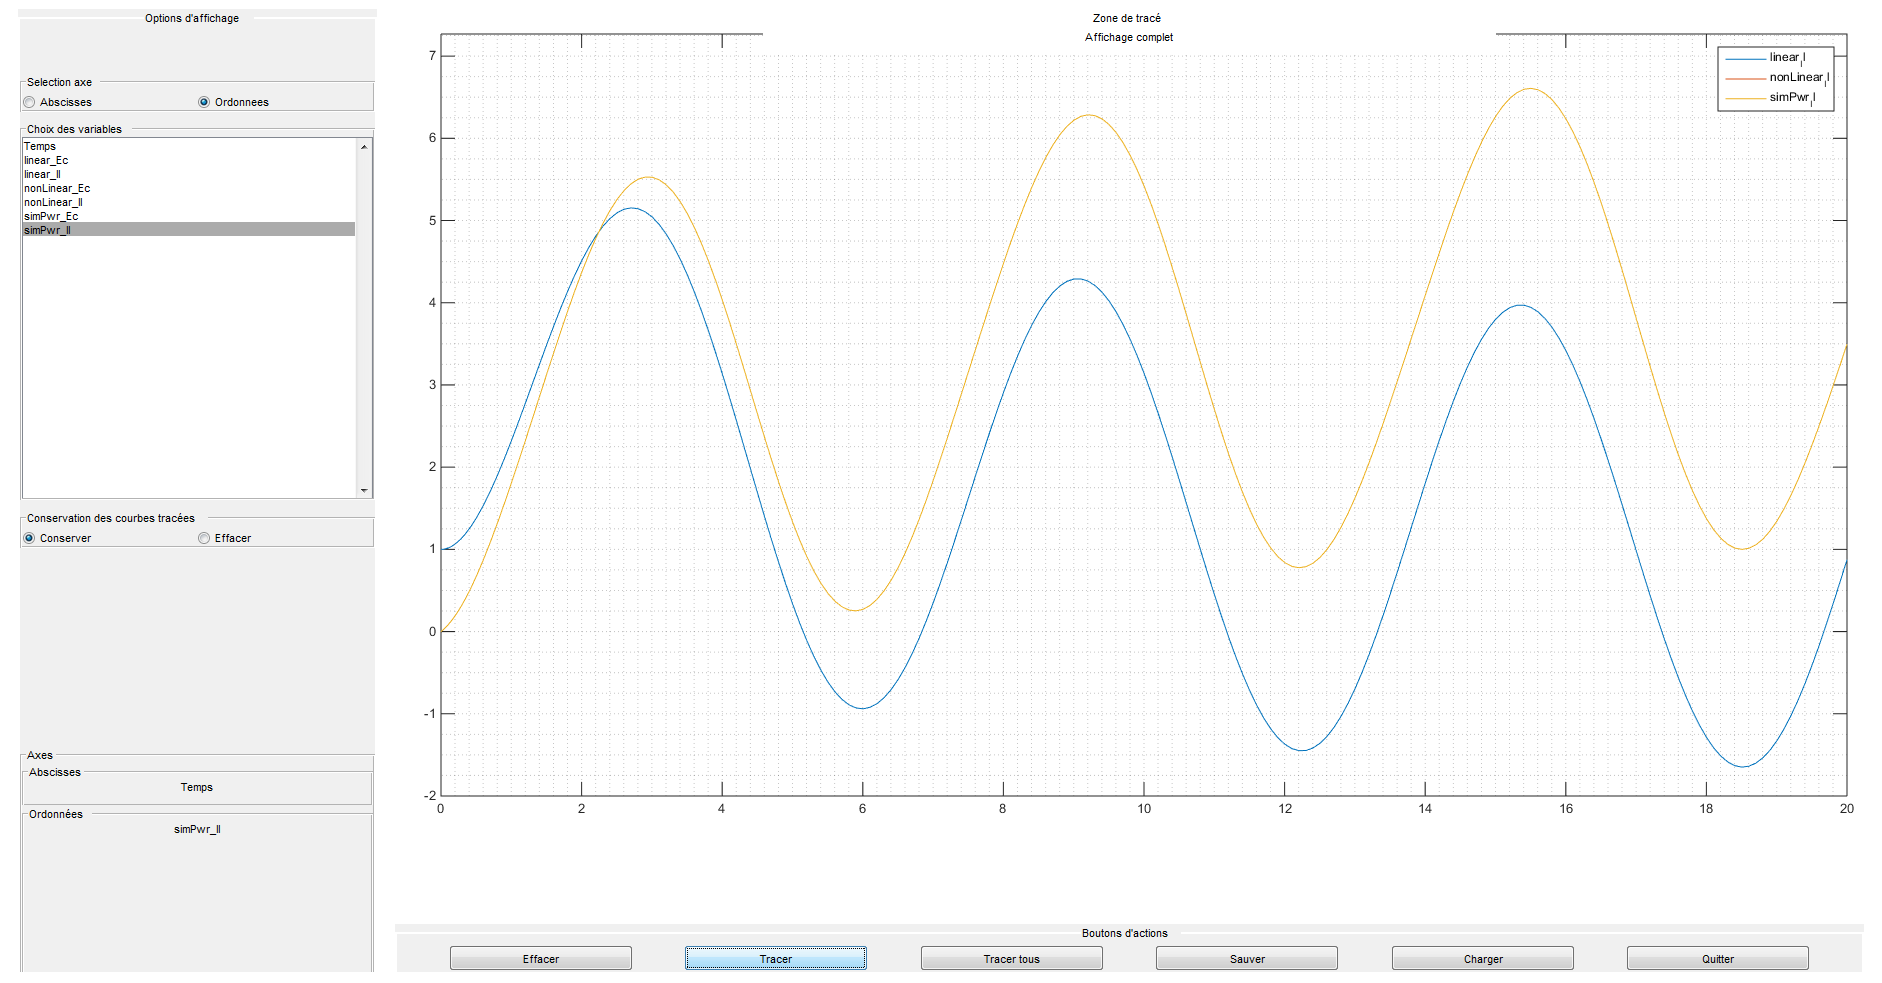 Options d'affichage
Selection axe
Abscisses
Ordonnees
Choix des variables
Temps
linear_Ec
linear_Il
nonLinear_Ec
nonLinear_Il
simPwr_Ec
simPwr_Il
Conservation des courbes tracées
Conserver
Effacer
Axes
Abscisses
Temps
Ordonnées
simPwr_Il
Zone de tracé
Affichage complet
7
6
5
4
3
2
1
0
-1
-2
0 2 4 6 8 10 12 14 16 18 20
linear_Il
nonLinear_Il
simPwr_Il
Boutons d'actions
Effacer
Tracer
Tracer tous
Sauver
Charger
Quitter